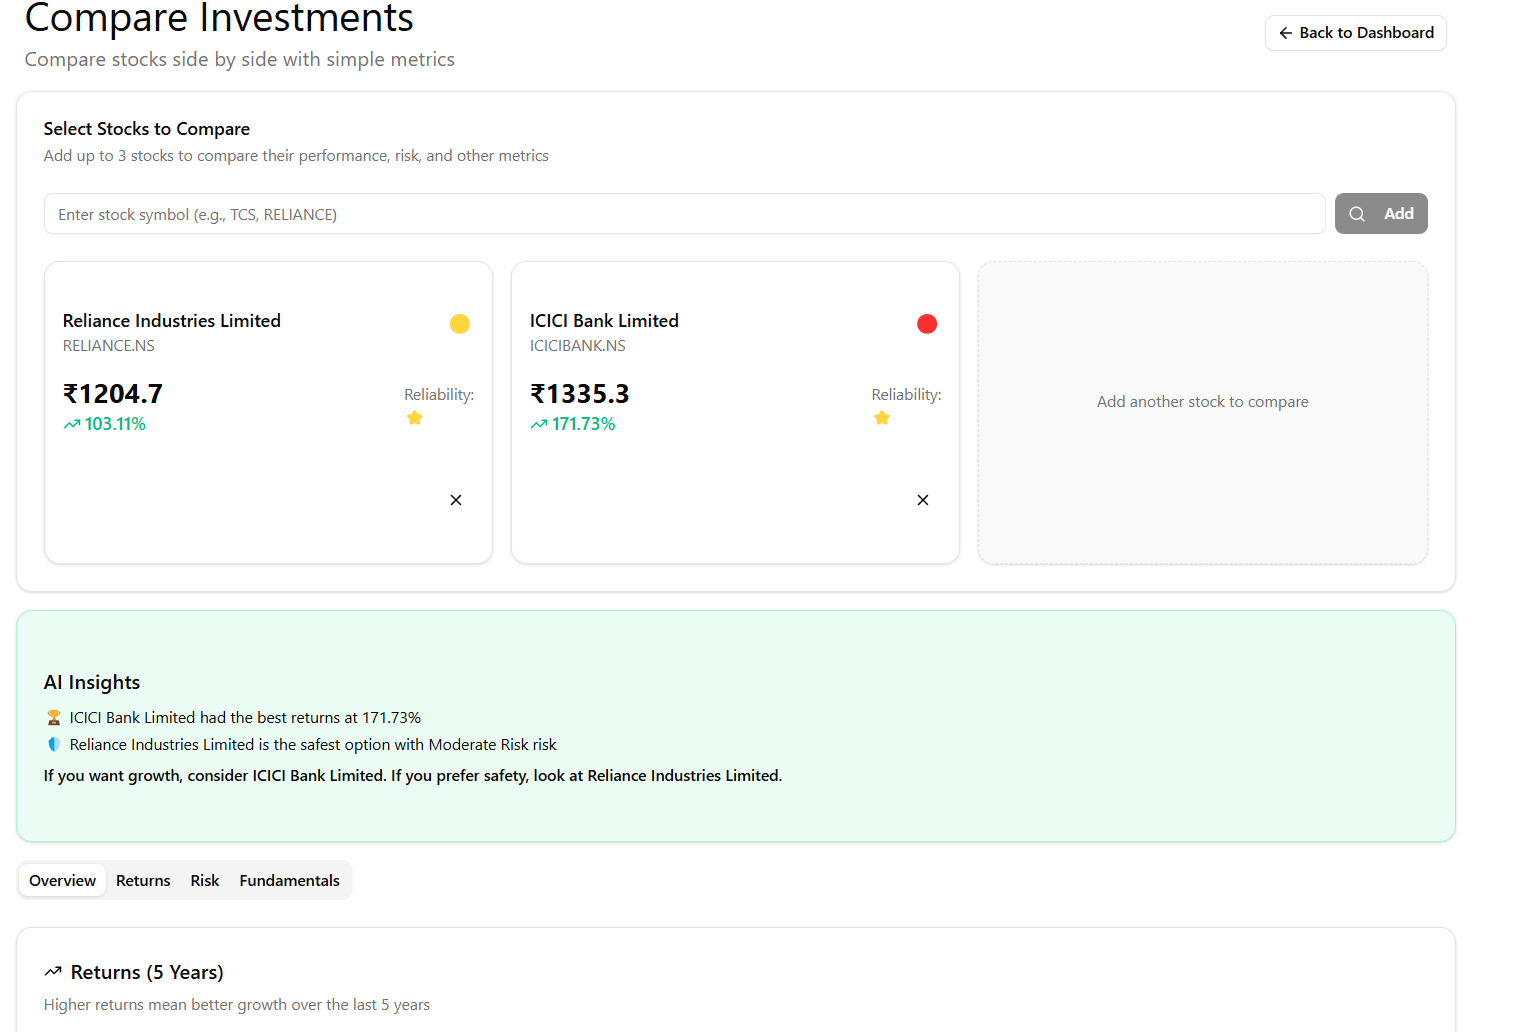 Compare Investments
Compare stocks side by side with simple metrics
← Back to Dashboard
Select Stocks to Compare
Add up to 3 stocks to compare their performance, risk, and other metrics
Enter stock symbol (e.g., TCS, RELIANCE)
Add
Reliance Industries Limited
RELIANCE.NS
₹1204.7
Reliability:
103.11%
ICICI Bank Limited
ICICIBANK.NS
₹1335.3
Reliability:
171.73%
Add another stock to compare
AI Insights
🏆 ICICI Bank Limited had the best returns at 171.73%
🛡️ Reliance Industries Limited is the safest option with Moderate Risk risk
If you want growth, consider ICICI Bank Limited. If you prefer safety, look at Reliance Industries Limited.
Overview Returns Risk Fundamentals
Returns (5 Years)
Higher returns mean better growth over the last 5 years